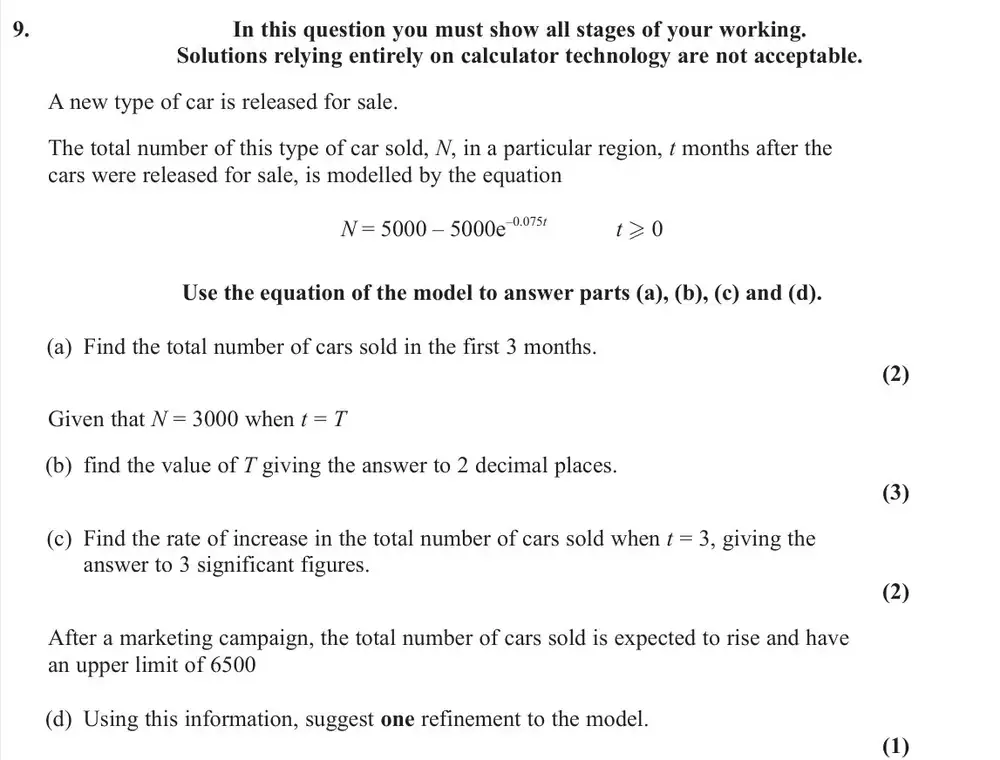 9.
In this question you must show all stages of your working.
Solutions relying entirely on calculator technology are not acceptable.
A new type of car is released for sale.
The total number of this type of car sold, N, in a particular region, t months after the
cars were released for sale, is modelled by the equation
N = 5000 – 5000e^–0.075t t ⩾ 0
Use the equation of the model to answer parts (a), (b), (c) and (d).
(a) Find the total number of cars sold in the first 3 months.
(2)
Given that N = 3000 when t = T
(b) find the value of T giving the answer to 2 decimal places.
(3)
(c) Find the rate of increase in the total number of cars sold when t = 3, giving the
answer to 3 significant figures.
(2)
After a marketing campaign, the total number of cars sold is expected to rise and have
an upper limit of 6500
(d) Using this information, suggest one refinement to the model.
(1)